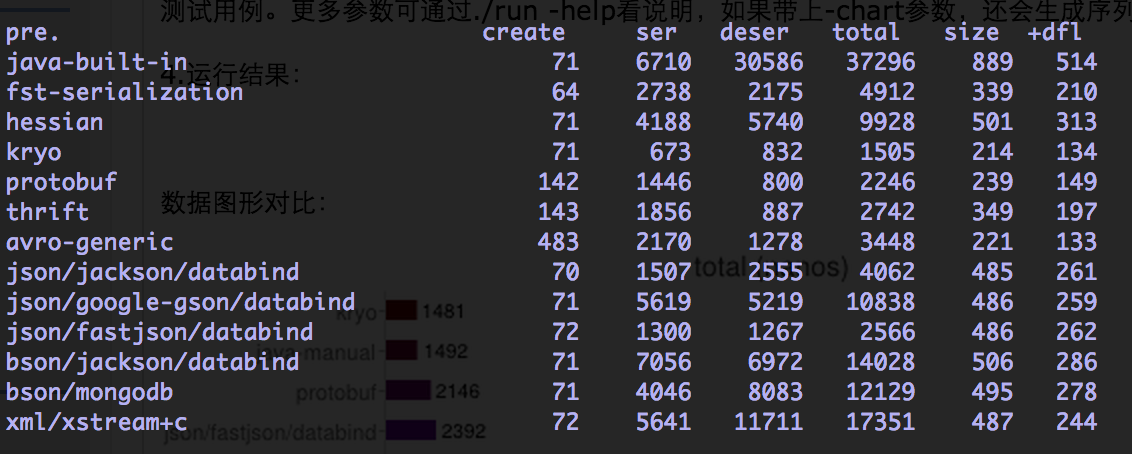 测试用例。更多参数可通过./run -help看说明，如果带上-chart参数，还会生成序列
pre. create ser deser total size +dfl
java-built-in 71 6710 30586 37296 889 514
4.运行结果：
fst-serialization 64 2738 2175 4912 339 210
hessian 71 4188 5740 9928 501 313
kryo 71 673 832 1505 214 134
protobuf 142 1446 800 2246 239 149
数据图形对比：
thrift 143 1856 887 2742 349 197
avro-generic 483 2170 1278 3448 221 133
json/jackson/databind 70 1507 2555 4062 485 261
total (nanos)
json/google-gson/databind 71 5619 5219 10838 486 259
kryo 1481
json/fastjson/databind 72 1300 1267 2566 486 262
java-manual 1492
bson/jackson/databind 71 7056 6972 14028 506 286
bson/mongodb 71 4046 8083 12129 495 278
protobuf 2146
xml/xstream+c 72 5641 11711 17351 487 244
json/fastjson/databind 2392